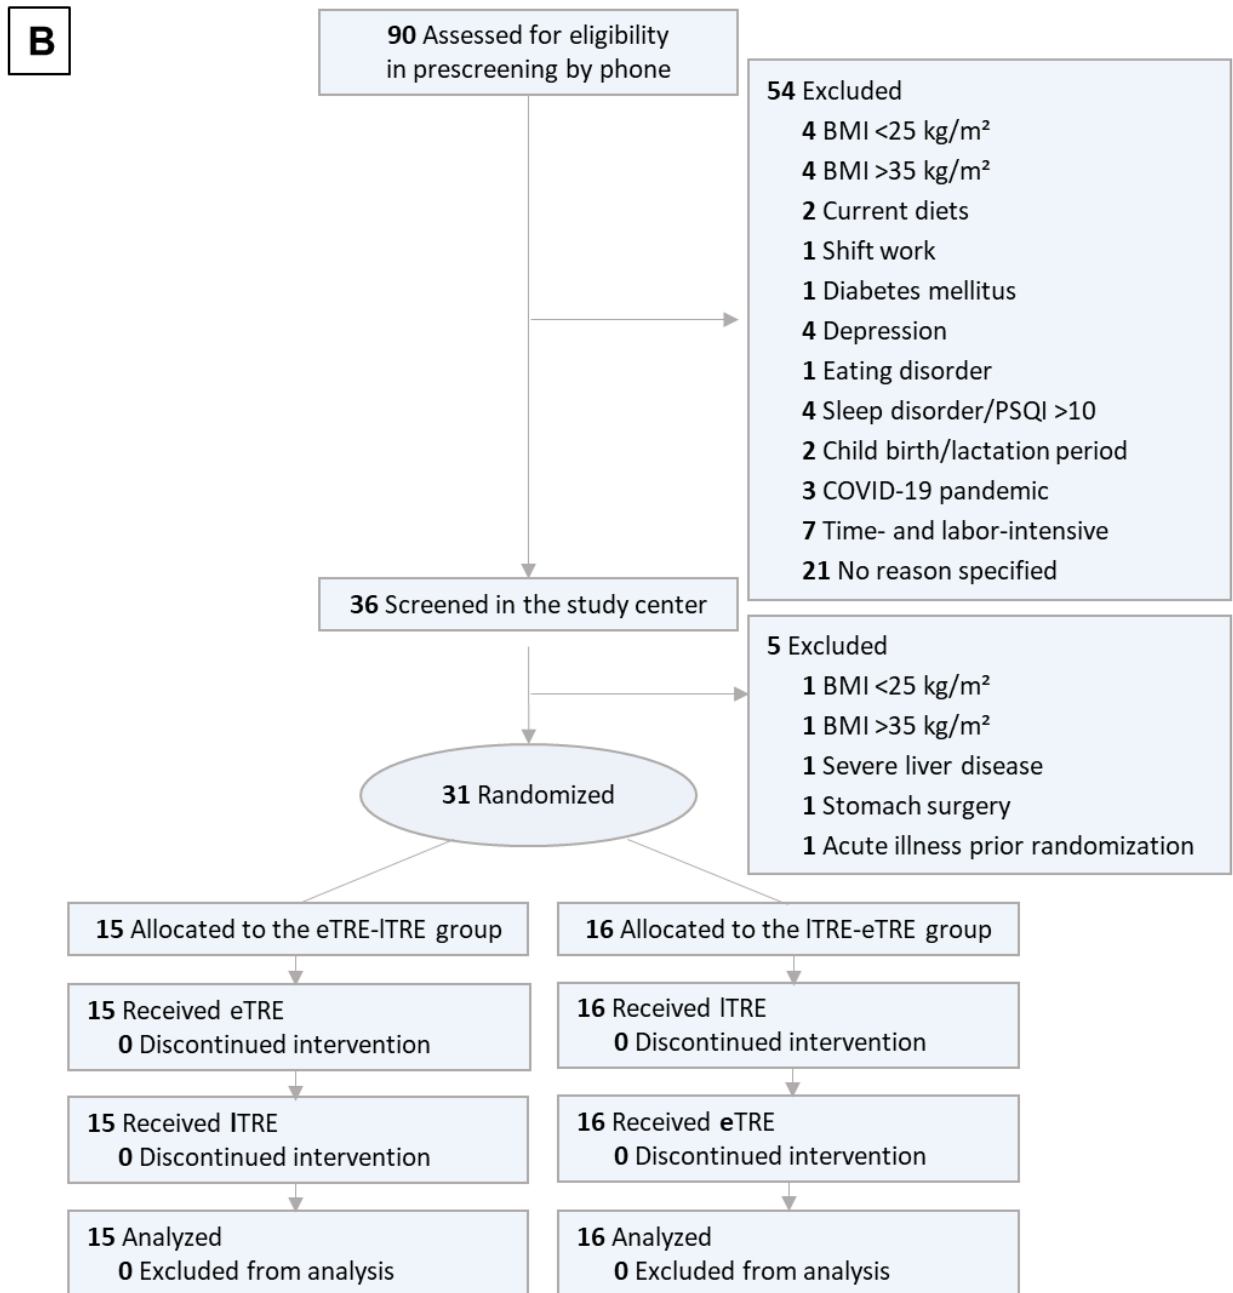 B
90 Assessed for eligibility
in prescreening by phone
54 Excluded
4 BMI <25 kg/m²
4 BMI >35 kg/m²
2 Current diets
1 Shift work
1 Diabetes mellitus
4 Depression
1 Eating disorder
4 Sleep disorder/PSQI >10
2 Child birth/lactation period
3 COVID-19 pandemic
7 Time- and labor-intensive
21 No reason specified
36 Screened in the study center
5 Excluded
1 BMI <25 kg/m²
1 BMI >35 kg/m²
1 Severe liver disease
1 Stomach surgery
1 Acute illness prior randomization
31 Randomized
15 Allocated to the eTRE-lTRE group
15 Received eTRE
0 Discontinued intervention
15 Received lTRE
0 Discontinued intervention
15 Analyzed
0 Excluded from analysis
16 Allocated to the lTRE-eTRE group
16 Received lTRE
0 Discontinued intervention
16 Received eTRE
0 Discontinued intervention
16 Analyzed
0 Excluded from analysis